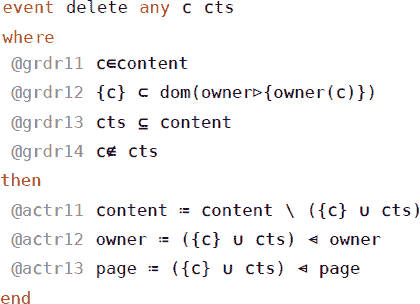 event delete any c cts
where
@grdr11 c∈content
@grdr12 {c} ⊂ dom(owner▷{owner(c)})
@grdr13 cts ⊆ content
@grdr14 c∉ cts
then
@actr11 content ≔ content \ ({c} ∪ cts)
@actr12 owner ≔ ({c} ∪ cts) ⩤ owner
@actr13 page ≔ ({c} ∪ cts) ⩤ page
end